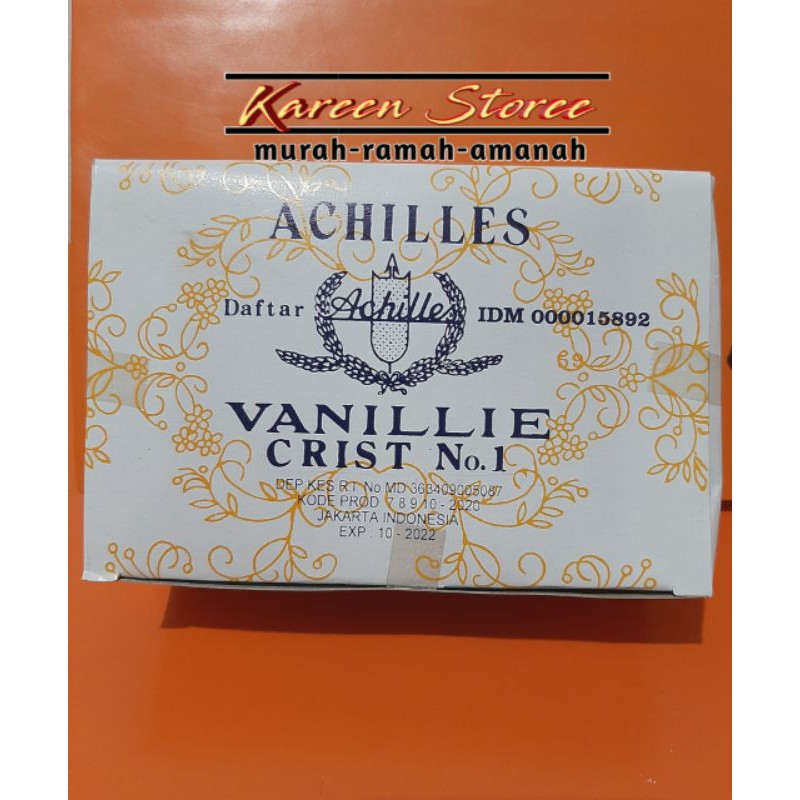 Kareen Storee
murah-ramah-amanah
ACHILLES
Daftar Achilles IDM 000015892
VANILLIE
CRIST No.1
DEP KES R.T. No MD 363409005087
KODE PROD 7 8 9 10 - 2020
JAKARTA INDONESIA
EXP : 10 - 2022